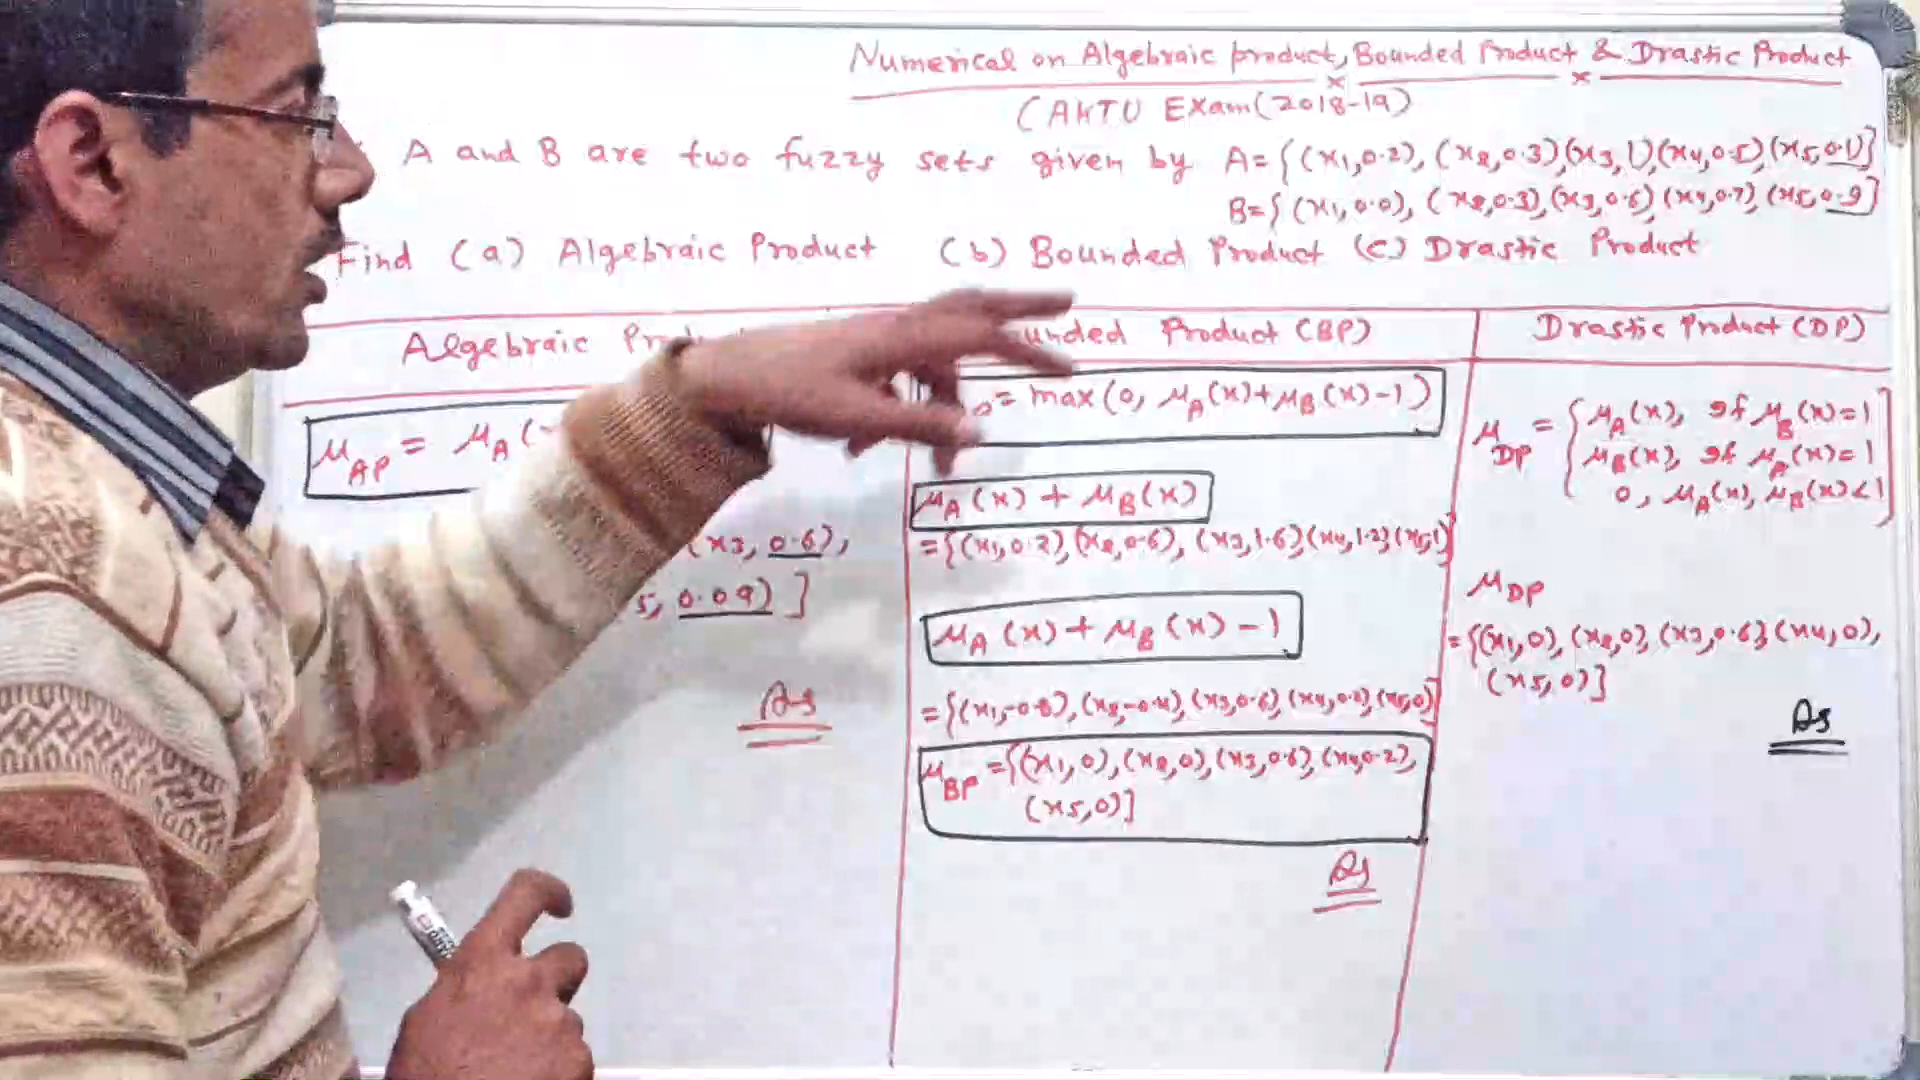 Numerical on Algebraic product, Bounded Product & Drastic Product
(AKTU Exam(2018-19)
A and B are two fuzzy sets given by A={(x1,0.2), (x2,0.3)(x3,1)(x4,0.5),(x5,0.1)]
B={(x1,0.0), (x2,0.3),(x3,0.6)(x4,0.7),(x5,0.9]
Find (a) Algebraic Product (b) Bounded Product (c) Drastic Product
Algebraic
μAP = μA(
(x3, 0.6),
5, 0.09)]
As
Product (BP)
= max(0, μA(x)+μB(x)-1)
μA(x) + μB(x)
={(x1,0.2),(x2,0.6),(x3,1.6)(x4,1.2)(x5,1]
μA(x) + μB(x) - 1
={(x1,-0.8),(x2,-0.4),(x3,0.6),(x4,0.2),(x5,0]
μBP ={(x1,0),(x2,0),(x3,0.6),(x4,0.2),
(x5,0)]
As
Drastic Product (DP)
μDP = {μA(x), If μB(x)=1
μB(x), If μA(x)=1
0, μA(x), μB(x)<1
μDP
={(x1,0),(x2,0),(x3,0.6)(x4,0),
(x5,0)]
As